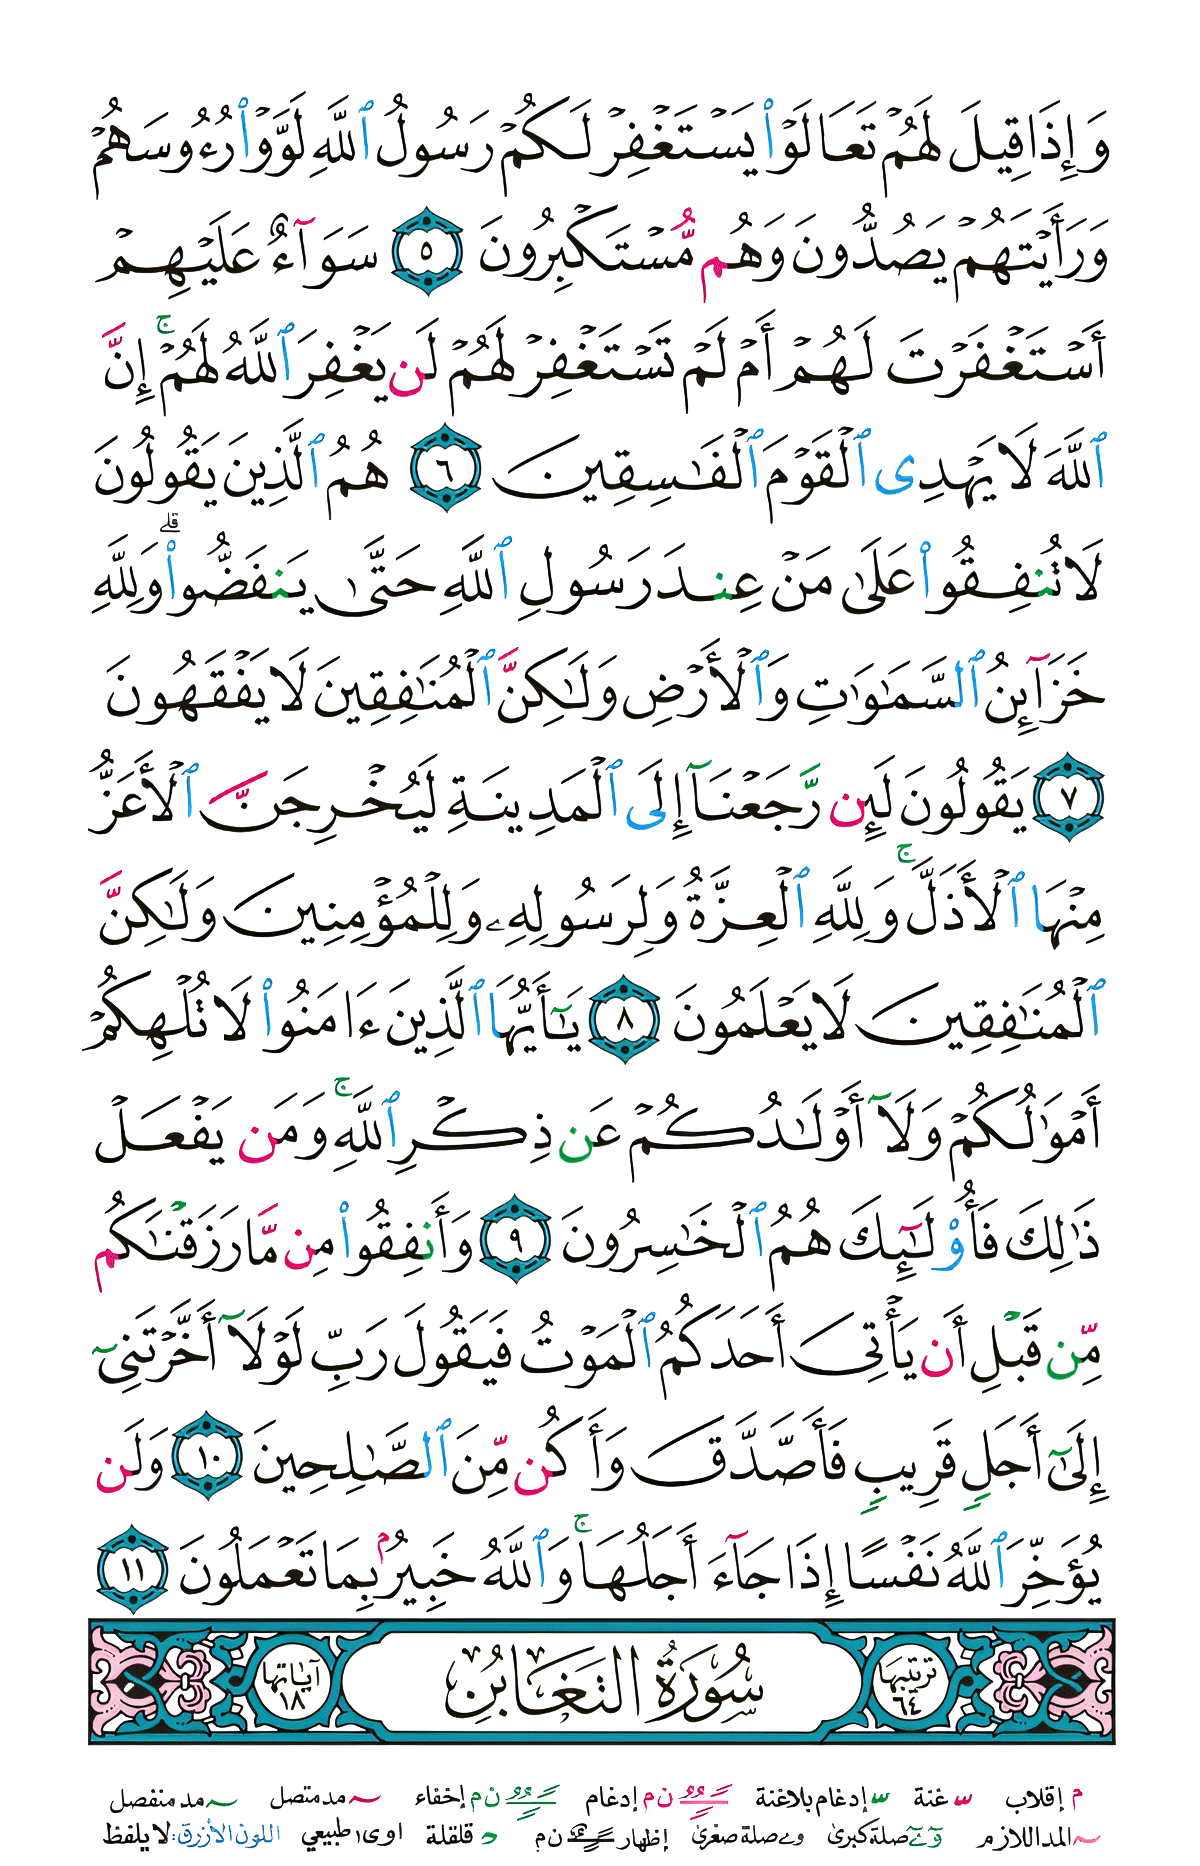 وَإِذَا قِيلَ لَهُمْ تَعَالَوْا۟ يَسْتَغْفِرْ لَكُمْ رَسُولُ ٱللَّهِ لَوَّوْا۟ رُءُوسَهُمْ
وَرَأَيْتَهُمْ يَصُدُّونَ وَهُم مُّسْتَكْبِرُونَ ٥ سَوَآءٌ عَلَيْهِمْ
أَسْتَغْفَرْتَ لَهُمْ أَمْ لَمْ تَسْتَغْفِرْ لَهُمْ لَن يَغْفِرَ ٱللَّهُ لَهُمْ ۚ إِنَّ
ٱللَّهَ لَا يَهْدِى ٱلْقَوْمَ ٱلْفَـٰسِقِينَ ٦ هُمُ ٱلَّذِينَ يَقُولُونَ
لَا تُنفِقُوا۟ عَلَىٰ مَنْ عِندَ رَسُولِ ٱللَّهِ حَتَّىٰ يَنفَضُّوا۟ ۗ وَلِلَّهِ
خَزَآئِنُ ٱلسَّمَـٰوَٰتِ وَٱلْأَرْضِ وَلَـٰكِنَّ ٱلْمُنَـٰفِقِينَ لَا يَفْقَهُونَ
٧ يَقُولُونَ لَئِن رَّجَعْنَآ إِلَى ٱلْمَدِينَةِ لَيُخْرِجَنَّ ٱلْأَعَزُّ
مِنْهَا ٱلْأَذَلَّ ۚ وَلِلَّهِ ٱلْعِزَّةُ وَلِرَسُولِهِۦ وَلِلْمُؤْمِنِينَ وَلَـٰكِنَّ
ٱلْمُنَـٰفِقِينَ لَا يَعْلَمُونَ ٨ يَـٰٓأَيُّهَا ٱلَّذِينَ ءَامَنُوا۟ لَا تُلْهِكُمْ
أَمْوَٰلُكُمْ وَلَآ أَوْلَـٰدُكُمْ عَن ذِكْرِ ٱللَّهِ ۚ وَمَن يَفْعَلْ
ذَٰلِكَ فَأُو۟لَـٰٓئِكَ هُمُ ٱلْخَـٰسِرُونَ ٩ وَأَنفِقُوا۟ مِن مَّا رَزَقْنَـٰكُم
مِّن قَبْلِ أَن يَأْتِىَ أَحَدَكُمُ ٱلْمَوْتُ فَيَقُولَ رَبِّ لَوْلَآ أَخَّرْتَنِىٓ
إِلَىٰٓ أَجَلٍ قَرِيبٍ فَأَصَّدَّقَ وَأَكُن مِّنَ ٱلصَّـٰلِحِينَ ١٠ وَلَن
يُؤَخِّرَ ٱللَّهُ نَفْسًا إِذَا جَآءَ أَجَلُهَا ۚ وَٱللَّهُ خَبِيرٌۢ بِمَا تَعْمَلُونَ ١١
ترتيبها ٦٤ سُورَةُ التَّغَابُنِ آيَاتها ١٨
م إقلاب ـّ غنة ـّ إدغام بلاغنة ن م إدغام ن م إخفاء ~ مد متصل ~ مد منفصل
~ المد اللازم و ے صلة كبرى و ے صلة صغرى إظهار ن م قلقلة ا و ى طبيعي اللون الأزرق: لا يلفظ